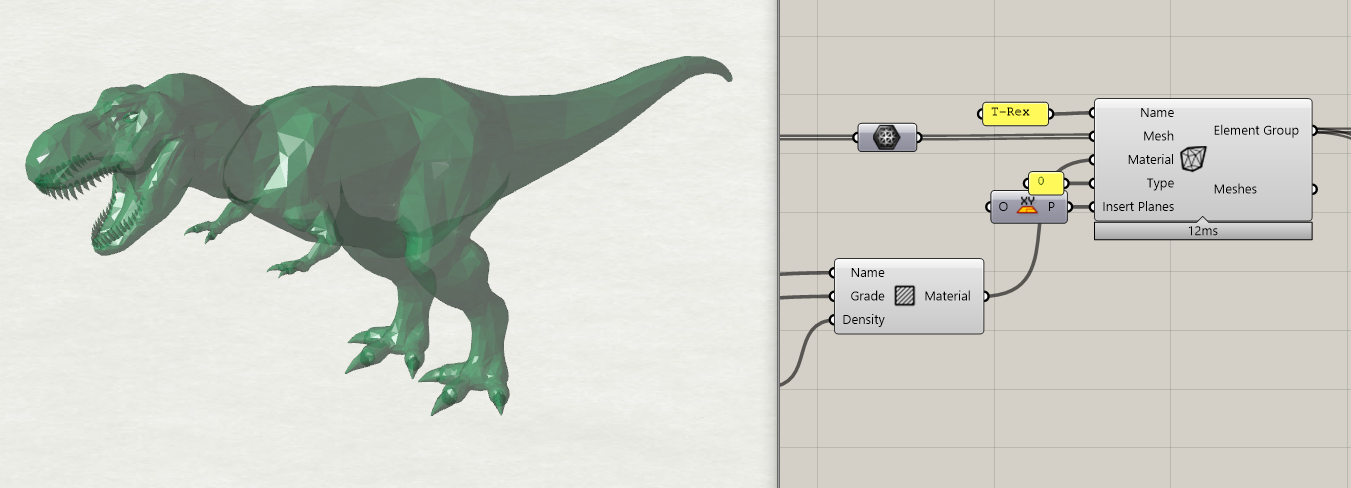 T-Rex
Name
Mesh
Element Group
Material
0
Type
Meshes
O
XY
P
Insert Planes
12ms
Name
Grade
Material
Density